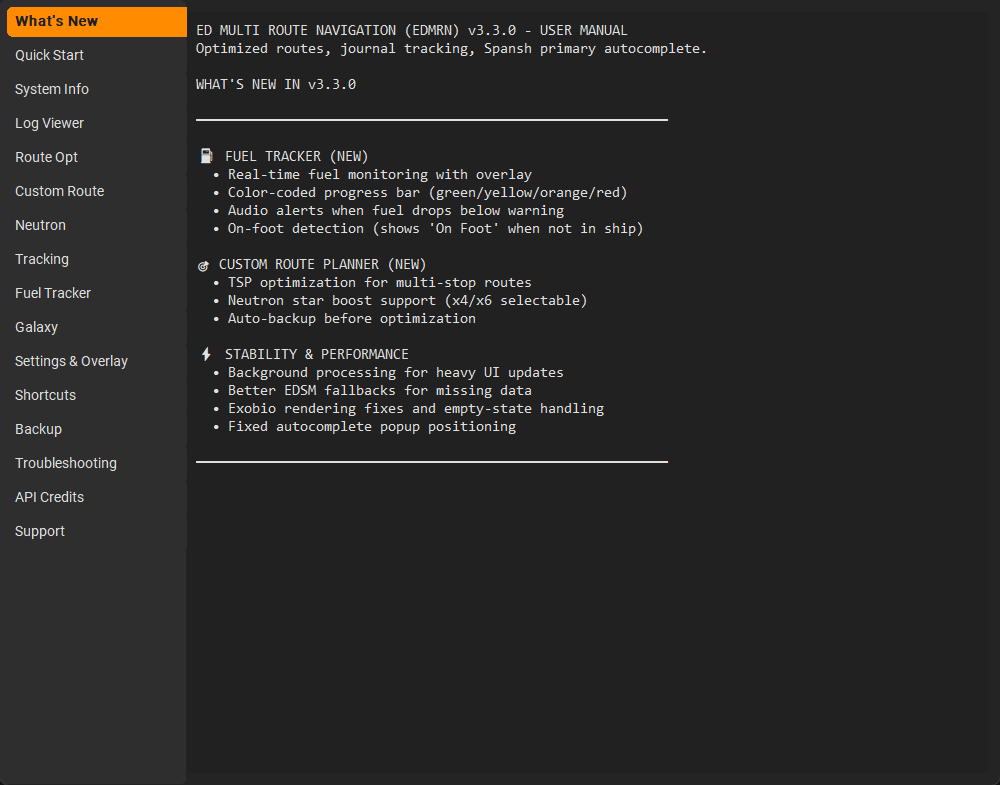 What's New
Quick Start
System Info
Log Viewer
Route Opt
Custom Route
Neutron
Tracking
Fuel Tracker
Galaxy
Settings & Overlay
Shortcuts
Backup
Troubleshooting
API Credits
Support
ED MULTI ROUTE NAVIGATION (EDMRN) v3.3.0 - USER MANUAL
Optimized routes, journal tracking, Spansh primary autocomplete.
WHAT'S NEW IN v3.3.0
⛽ FUEL TRACKER (NEW)
• Real-time fuel monitoring with overlay
• Color-coded progress bar (green/yellow/orange/red)
• Audio alerts when fuel drops below warning
• On-foot detection (shows 'On Foot' when not in ship)
🎯 CUSTOM ROUTE PLANNER (NEW)
• TSP optimization for multi-stop routes
• Neutron star boost support (x4/x6 selectable)
• Auto-backup before optimization
⚡ STABILITY & PERFORMANCE
• Background processing for heavy UI updates
• Better EDSM fallbacks for missing data
• Exobio rendering fixes and empty-state handling
• Fixed autocomplete popup positioning